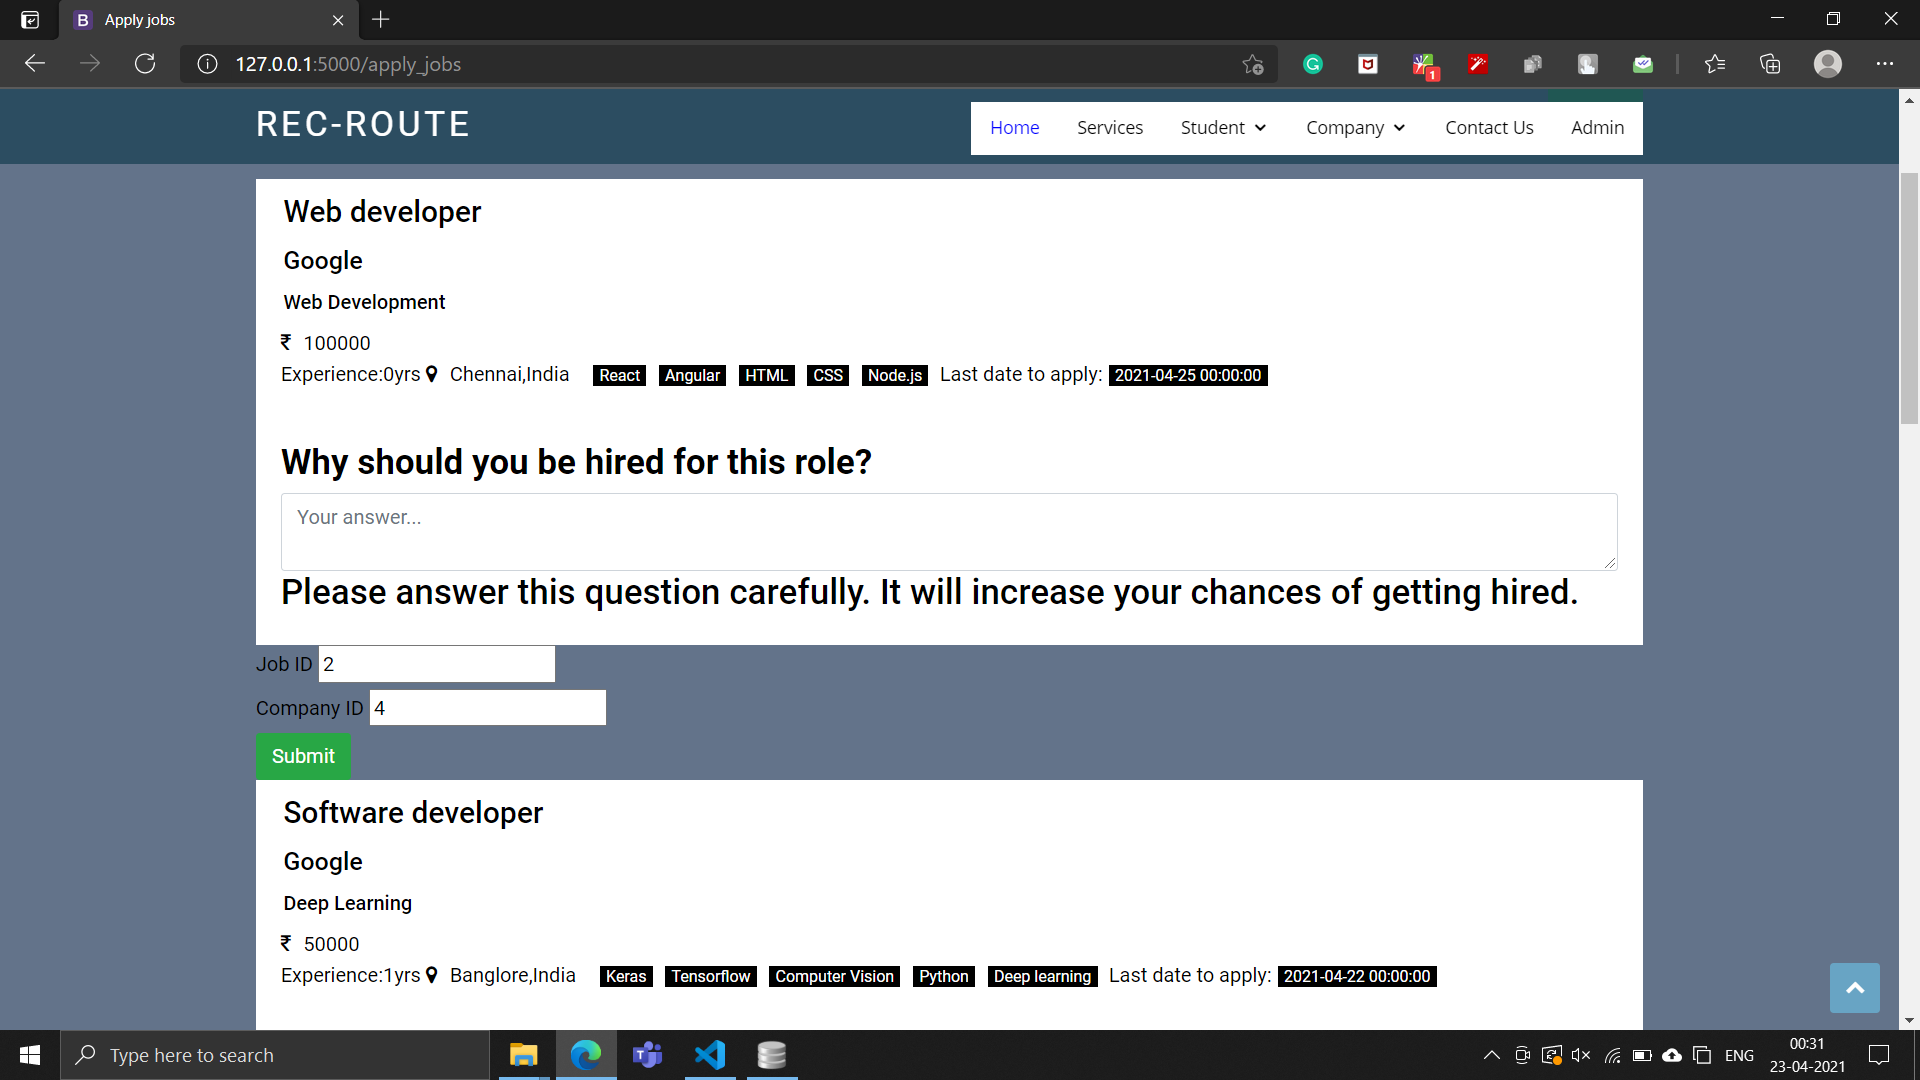 B Apply jobs
127.0.0.1:5000/apply_jobs
1
REC-ROUTE
Home Services Student Company Contact Us Admin
Web developer
Google
Web Development
₹ 100000
Experience:0yrs Chennai,India React Angular HTML CSS Node.js Last date to apply: 2021-04-25 00:00:00
Why should you be hired for this role?
Your answer...
Please answer this question carefully. It will increase your chances of getting hired.
Job ID 2
Company ID 4
Submit
Software developer
Google
Deep Learning
₹ 50000
Experience:1yrs Banglore,India Keras Tensorflow Computer Vision Python Deep learning Last date to apply: 2021-04-22 00:00:00
Type here to search
ENG
00:31
23-04-2021